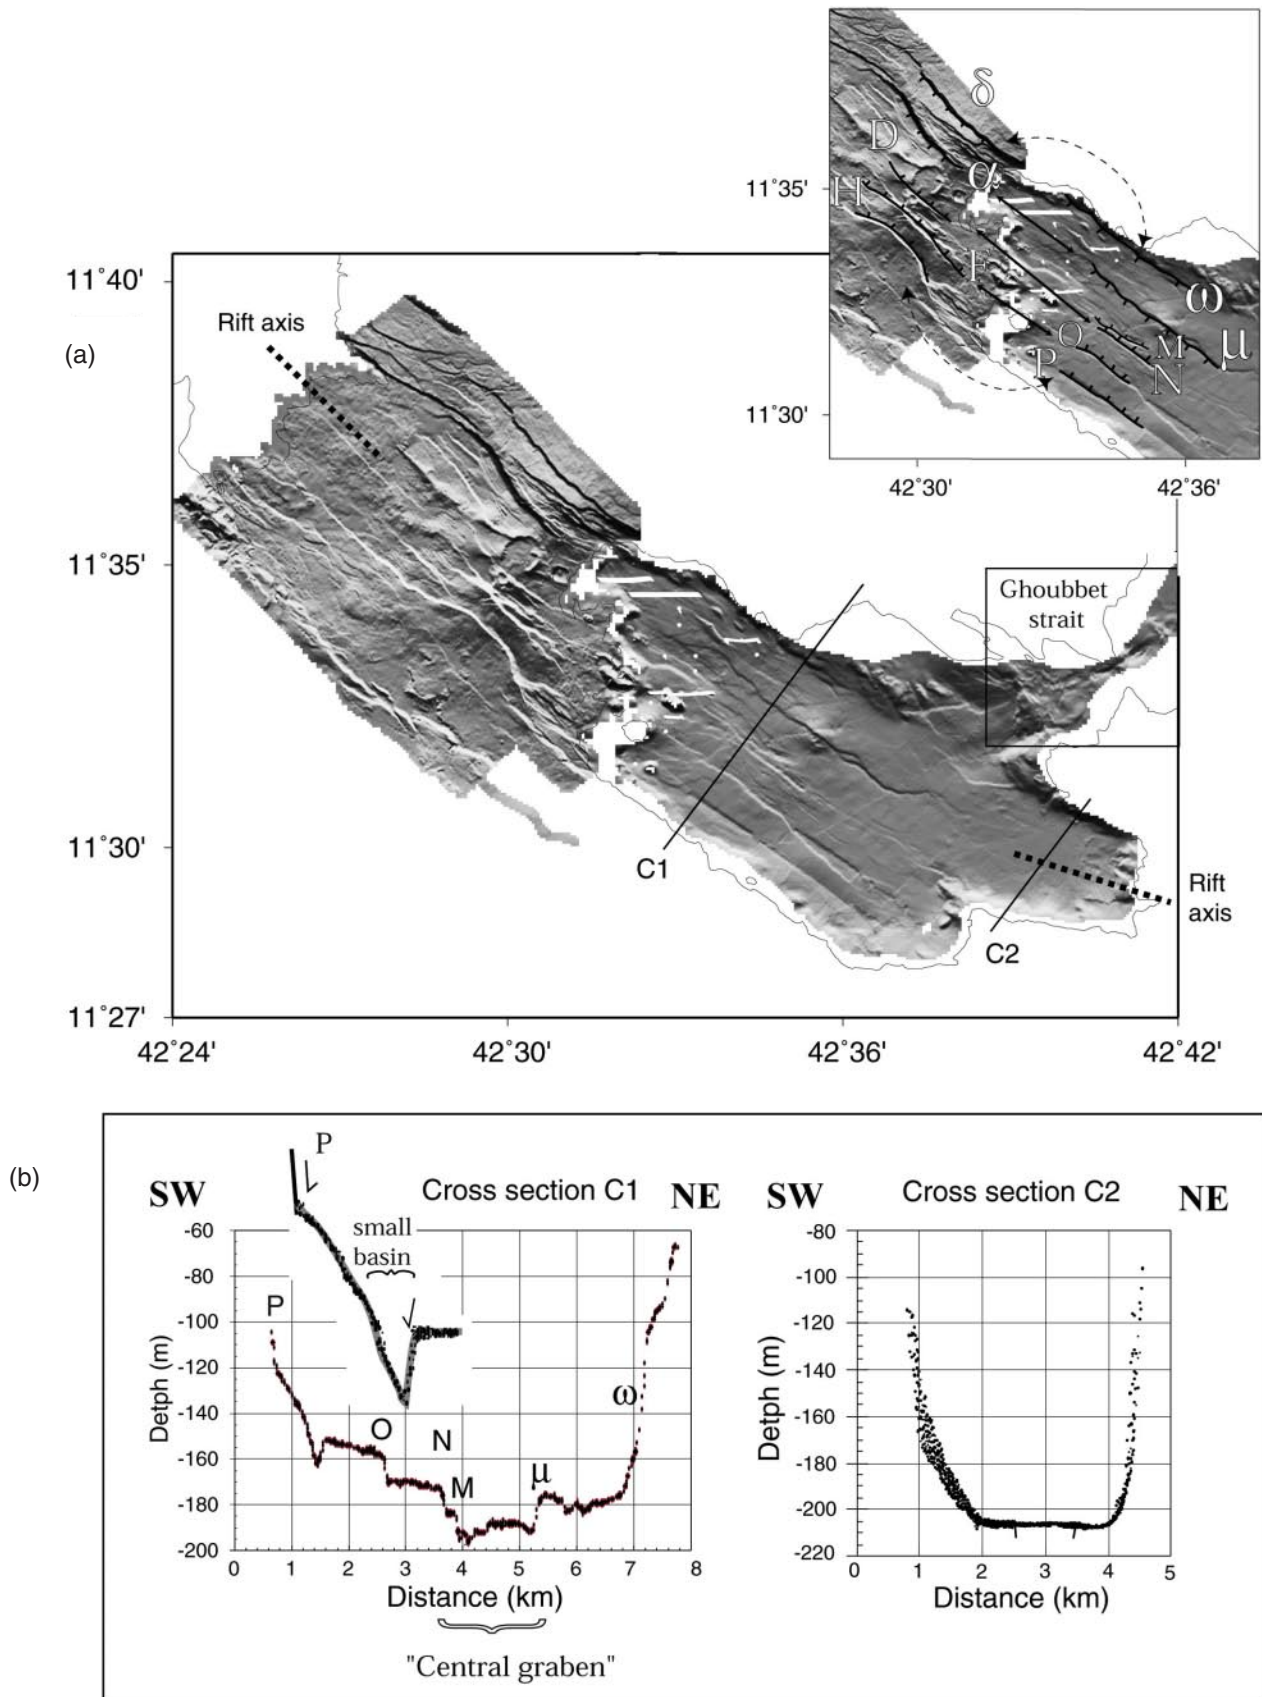 (a)
Rift axis
11°40'
11°35'
11°30'
11°27'
42°24'
42°30'
42°36'
42°42'
Ghoubbet
strait
C1
C2
Rift
axis
δ
D
α
H
F
ω
O
M
μ
P
N
11°35'
11°30'
42°30'
42°36'
(b)
SW
Cross section C1
NE
P
small
basin
-60
-80
-100
-120
-140
-160
-180
-200
Detpth (m)
P
O
N
M
μ
ω
0 1 2 3 4 5 6 7 8
Distance (km)
"Central graben"
SW
Cross section C2
NE
-80
-100
-120
-140
-160
-180
-200
-220
Detpth (m)
0 1 2 3 4 5
Distance (km)